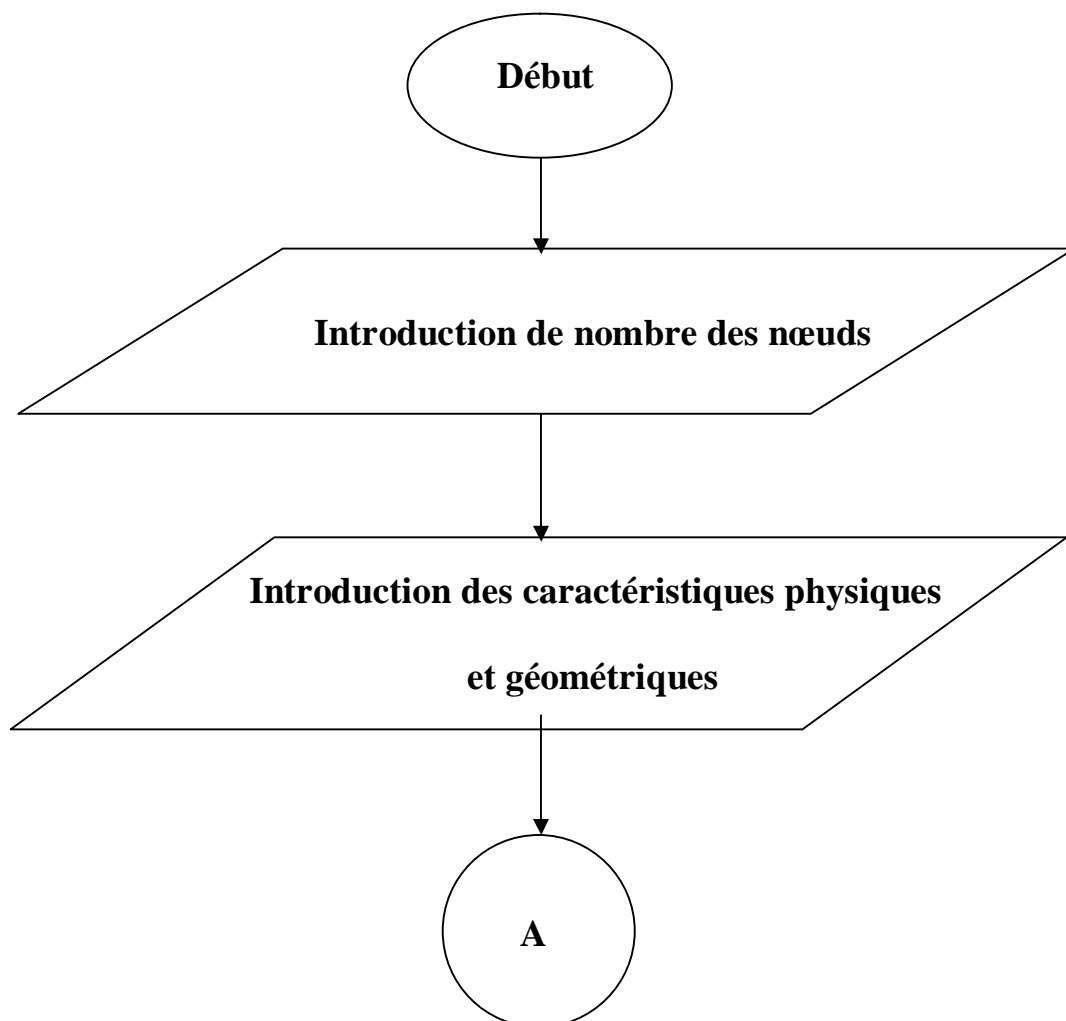 Début
Introduction de nombre des nœuds
Introduction des caractéristiques physiques
et géométriques
A